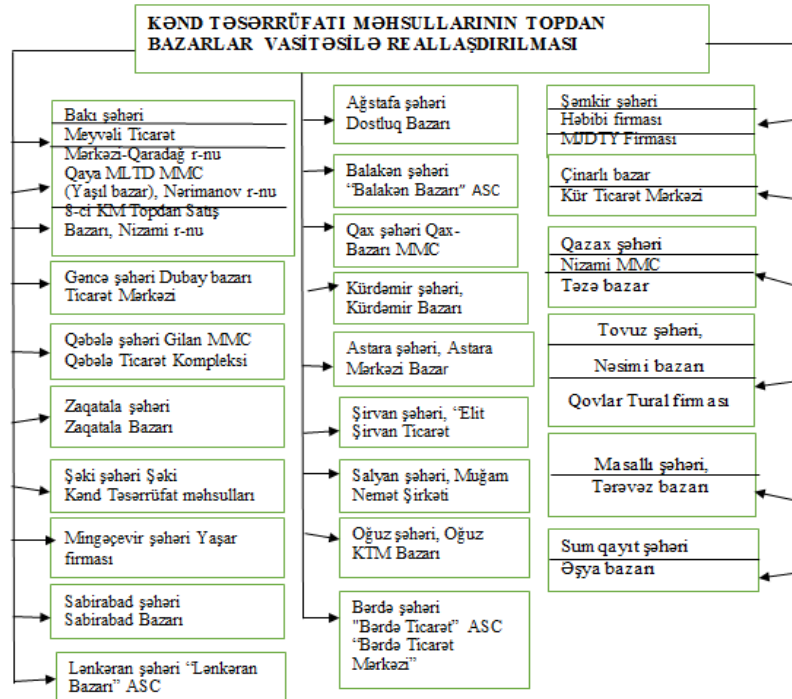 KƏND TƏSƏRRÜFATI MƏHSULLARININ TOPDAN
BAZARLAR VASİTƏSİLƏ REALLAŞDIRILMASI
Bakı şəhəri
Meyvəli Ticarət
Mərkəzi-Qaradağ r-nu
Qaya MLTD MMC
(Yaşıl bazar), Nərimanov r-nu
8-ci KM Topdan Satış
Bazarı, Nizami r-nu
Gəncə şəhəri Dubay bazarı
Ticarət Mərkəzi
Qəbələ şəhəri Gilan MMC
Qəbələ Ticarət Kompleksi
Zaqatala şəhəri
Zaqatala Bazarı
Şəki şəhəri Şəki
Kənd Təsərrüfat məhsulları
Mingəçevir şəhəri Yaşar
firması
Sabirabad şəhəri
Sabirabad Bazarı
Lənkəran şəhəri “Lənkəran
Bazarı” ASC
Ağstafa şəhəri
Dostluq Bazarı
Balakən şəhəri
“Balakən Bazarı” ASC
Qax şəhəri Qax-
Bazarı MMC
Kürdəmir şəhəri,
Kürdəmir Bazarı
Astara şəhəri, Astara
Mərkəzi Bazar
Şirvan şəhəri, “Elit
Şirvan Ticarət
Salyan şəhəri, Muğam
Nemət Şirkəti
Oğuz şəhəri, Oğuz
KTM Bazarı
Bərdə şəhəri
"Bərdə Ticarət” ASC
“Bərdə Ticarət
Mərkəzi”
Şəmkir şəhəri
Həbibi firması
MJDTY Firması
Çinarlı bazar
Kür Ticarət Mərkəzi
Qazax şəhəri
Nizami MMC
Təzə bazar
Tovuz şəhəri,
Nəsimi bazarı
Qovlar Tural firması
Masallı şəhəri,
Tərəvəz bazarı
Sumqayıt şəhəri
Əşya bazarı